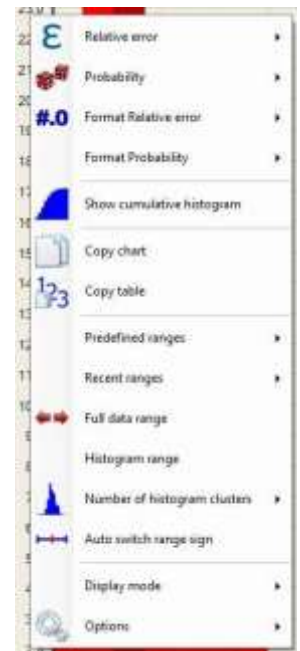 Relative error
Probability
#.0 Format Relative error
Format Probability
Show cumulative histogram
Copy chart
Copy table
Predefined ranges
Recent ranges
Full data range
Histogram range
Number of histogram clusters
Auto switch range sign
Display mode
Options